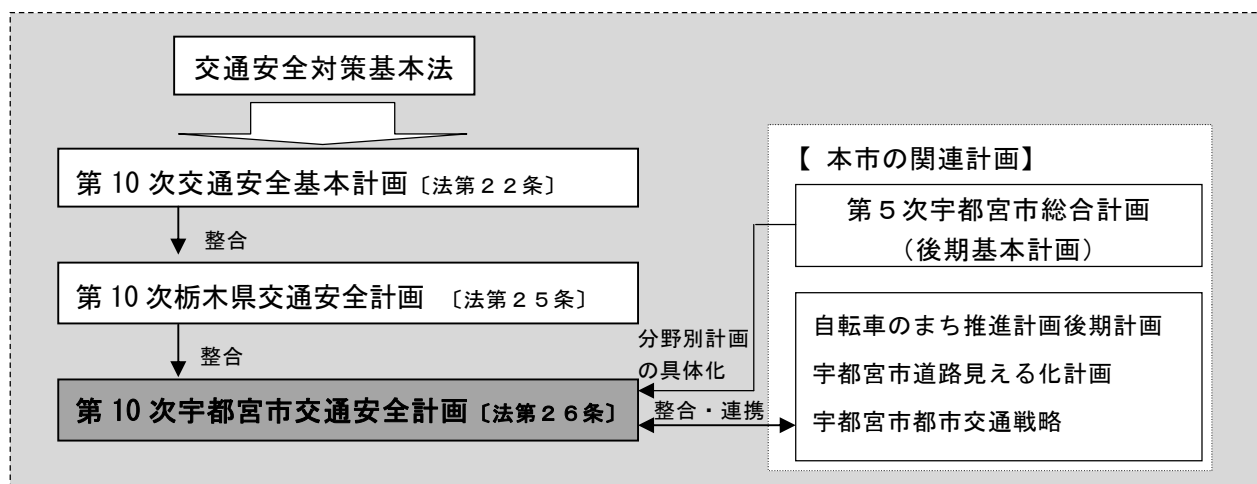 交通安全対策基本法
第10次交通安全基本計画〔法第２２条〕
整合
第10次栃木県交通安全計画 〔法第２５条〕
整合
第10次宇都宮市交通安全計画〔法第２６条〕
分野別計画
の具体化
整合・連携
【 本市の関連計画】
第５次宇都宮市総合計画
（後期基本計画）
自転車のまち推進計画後期計画
宇都宮市道路見える化計画
宇都宮市都市交通戦略